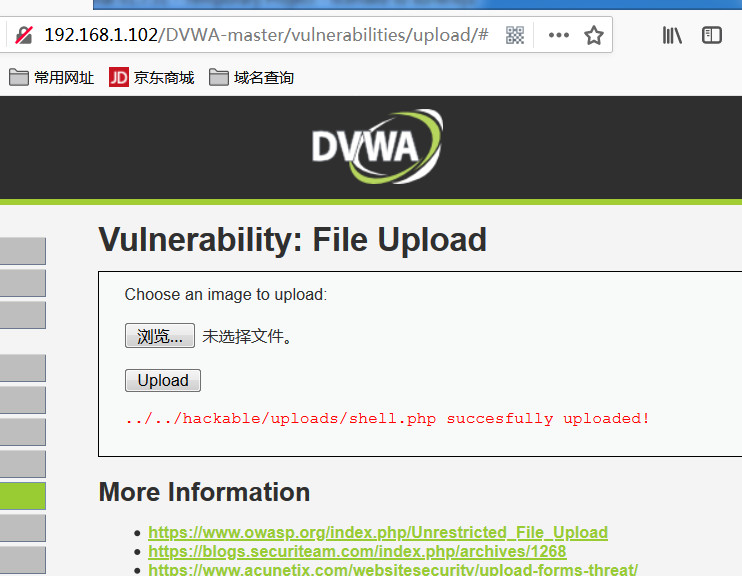 192.168.1.102/DVWA-master/vulnerabilities/upload/#
常用网址 JD 京东商城 域名查询
DVWA
Vulnerability: File Upload
Choose an image to upload:
浏览... 未选择文件。
Upload
../../hackable/uploads/shell.php succesfully uploaded!
More Information
https://www.owasp.org/index.php/Unrestricted_File_Upload
https://blogs.securiteam.com/index.php/archives/1268
https://www.acunetix.com/websitesecurity/upload-forms-threat/